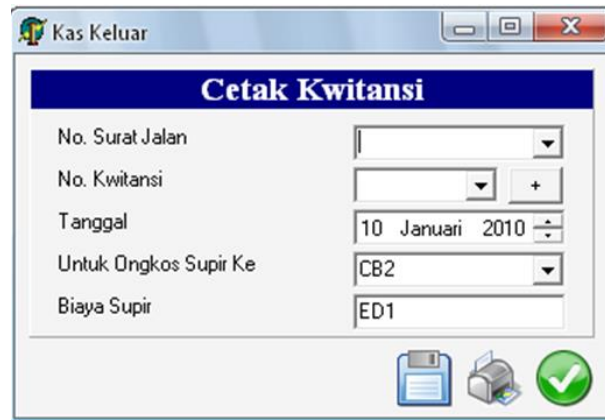 Kas Keluar
Cetak Kwitansi
No. Surat Jalan
No. Kwitansi +
Tanggal 10 Januari 2010
Untuk Ongkos Supir Ke CB2
Biaya Supir ED1